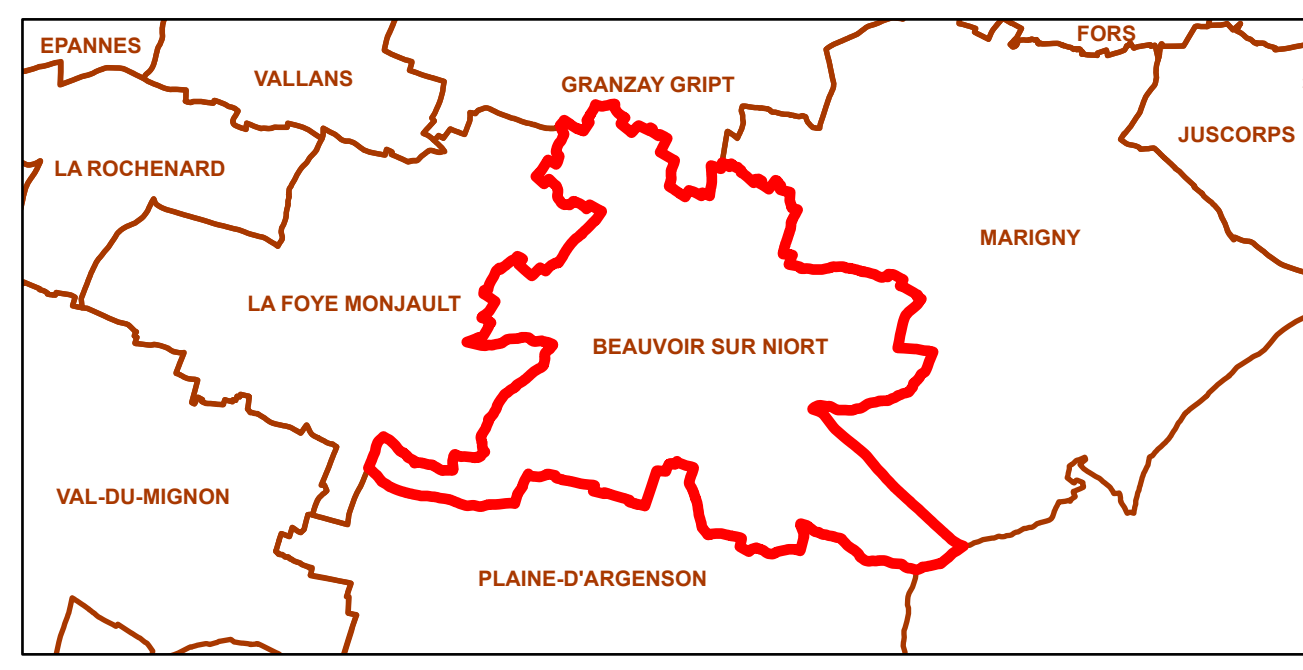 EPANNES
FORS
VALLANS
GRANZAY GRIPT
JUSCORPS
LA ROCHENARD
MARIGNY
LA FOYE MONJAULT
BEAUVOIR SUR NIORT
VAL-DU-MIGNON
PLAINE-D'ARGENSON